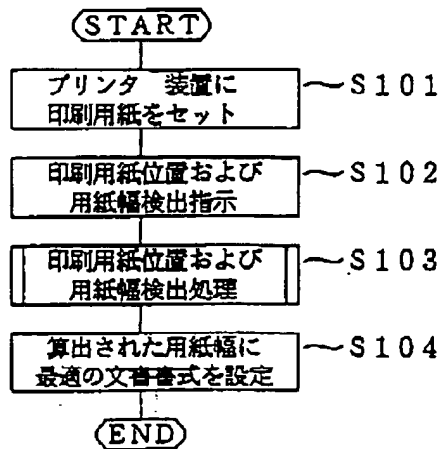 START
プリンタ 装置に
印刷用紙をセット
~S101
印刷用紙位置および
用紙幅検出指示
~S102
印刷用紙位置および
用紙幅検出処理
~S103
算出された用紙幅に
最適の文書書式を設定
~S104
END